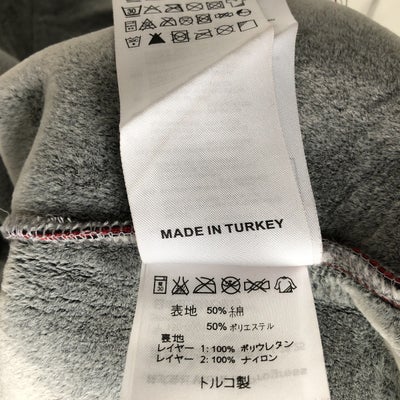 MADE IN TURKEY
表地 50% 綿
50% ポリエステル
裏地
レイヤー 1: 100% ポリウレタン
レイヤー 2: 100% ナイロン
トルコ製